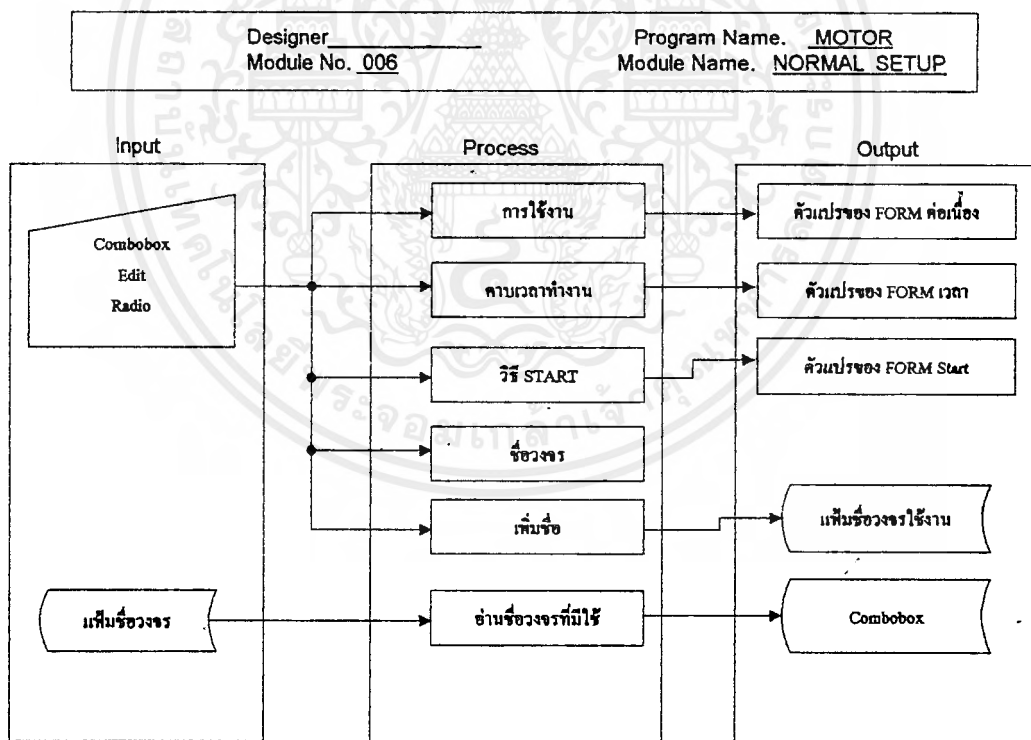 Designer
Program Name. MOTOR
Module No. 006
Module Name. NORMAL SETUP
Input
Process
Output
Combobox
Edit
Radio
การใช้งาน
ตัวแปรของ FORM ต่อเนื่อง
คาบเวลาทำงาน
ตัวแปรของ FORM เวลา
วิธี START
ตัวแปรของ FORM Start
ชื่อวงจร
เพิ่มชื่อ
แฟ้มชื่อวงจรใช้งาน
แฟ้มชื่อวงจร
อ่านชื่อวงจรที่มีใช้
Combobox